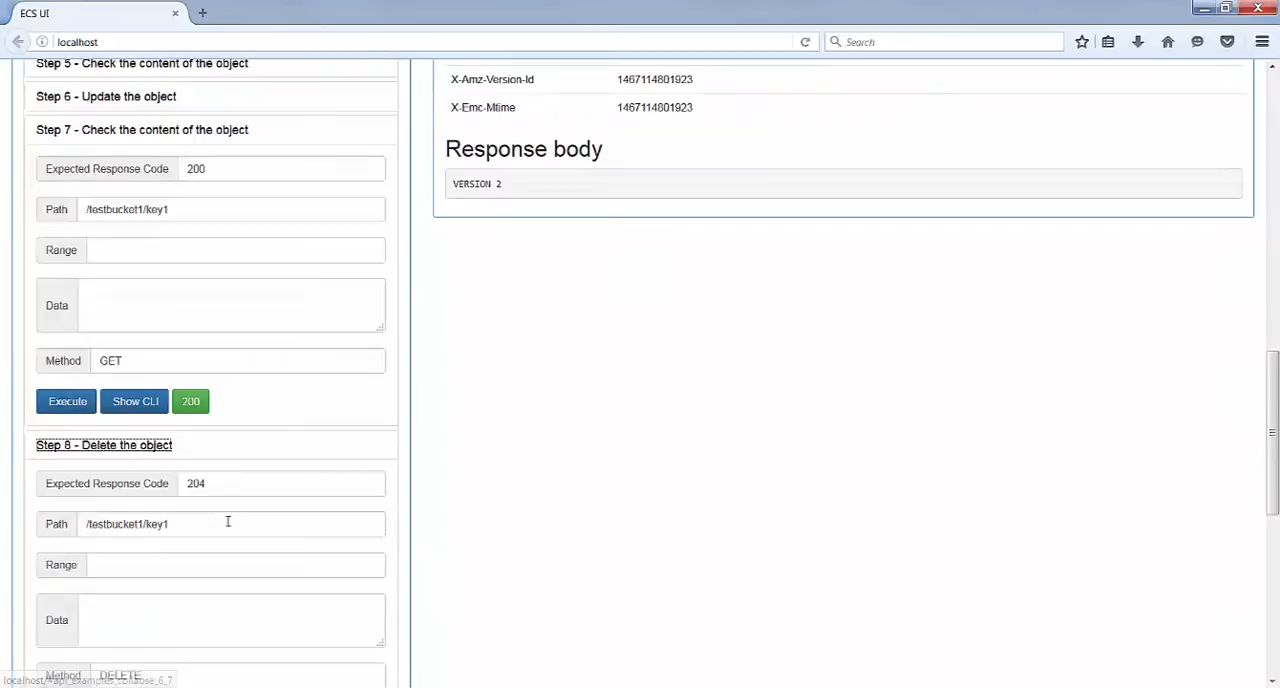 ECS UI
localhost
Search
Step 5 - Check the content of the object
Step 6 - Update the object
Step 7 - Check the content of the object
Expected Response Code 200
Path /testbucket1/key1
Range
Data
Method GET
Execute Show CLI 200
Step 8 - Delete the object
Expected Response Code 204
Path /testbucket1/key1
Range
Data
Method DELETE
localhost/#api_examples_collapse_6_7
X-Amz-Version-Id 1467114801923
X-Emc-Mtime 1467114801923
Response body
VERSION 2